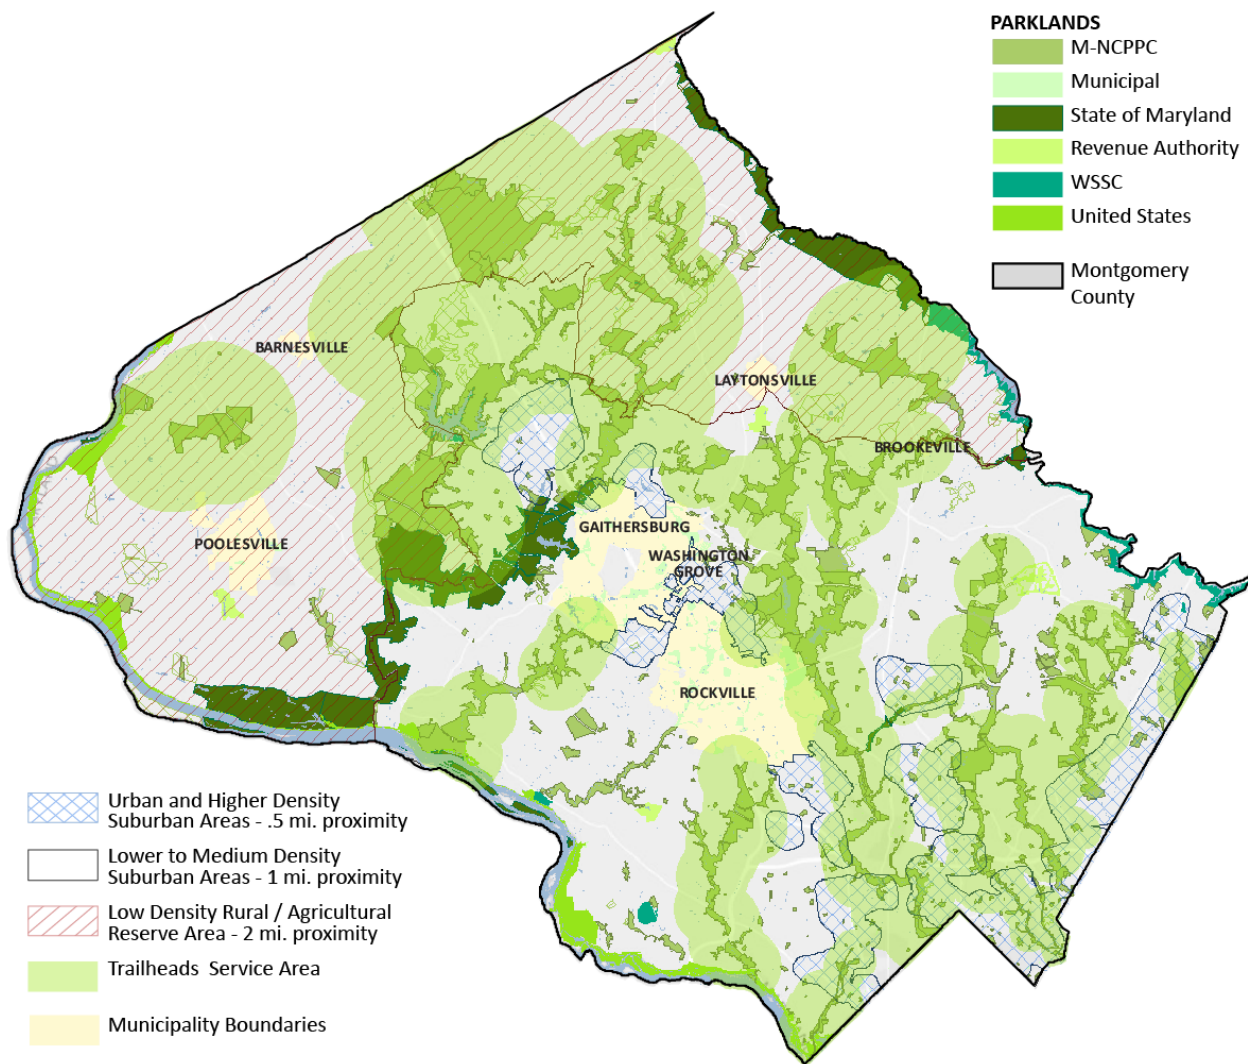 PARKLANDS
M-NCPPC
Municipal
State of Maryland
Revenue Authority
WSSC
United States
Montgomery
County
BARNESVILLE
LAYTONSVILLE
BROOKEVILLE
POOLESVILLE
GAITHERSBURG
WASHINGTON
GROVE
ROCKVILLE
Urban and Higher Density
Suburban Areas - .5 mi. proximity
Lower to Medium Density
Suburban Areas - 1 mi. proximity
Low Density Rural / Agricultural
Reserve Area - 2 mi. proximity
Trailheads Service Area
Municipality Boundaries